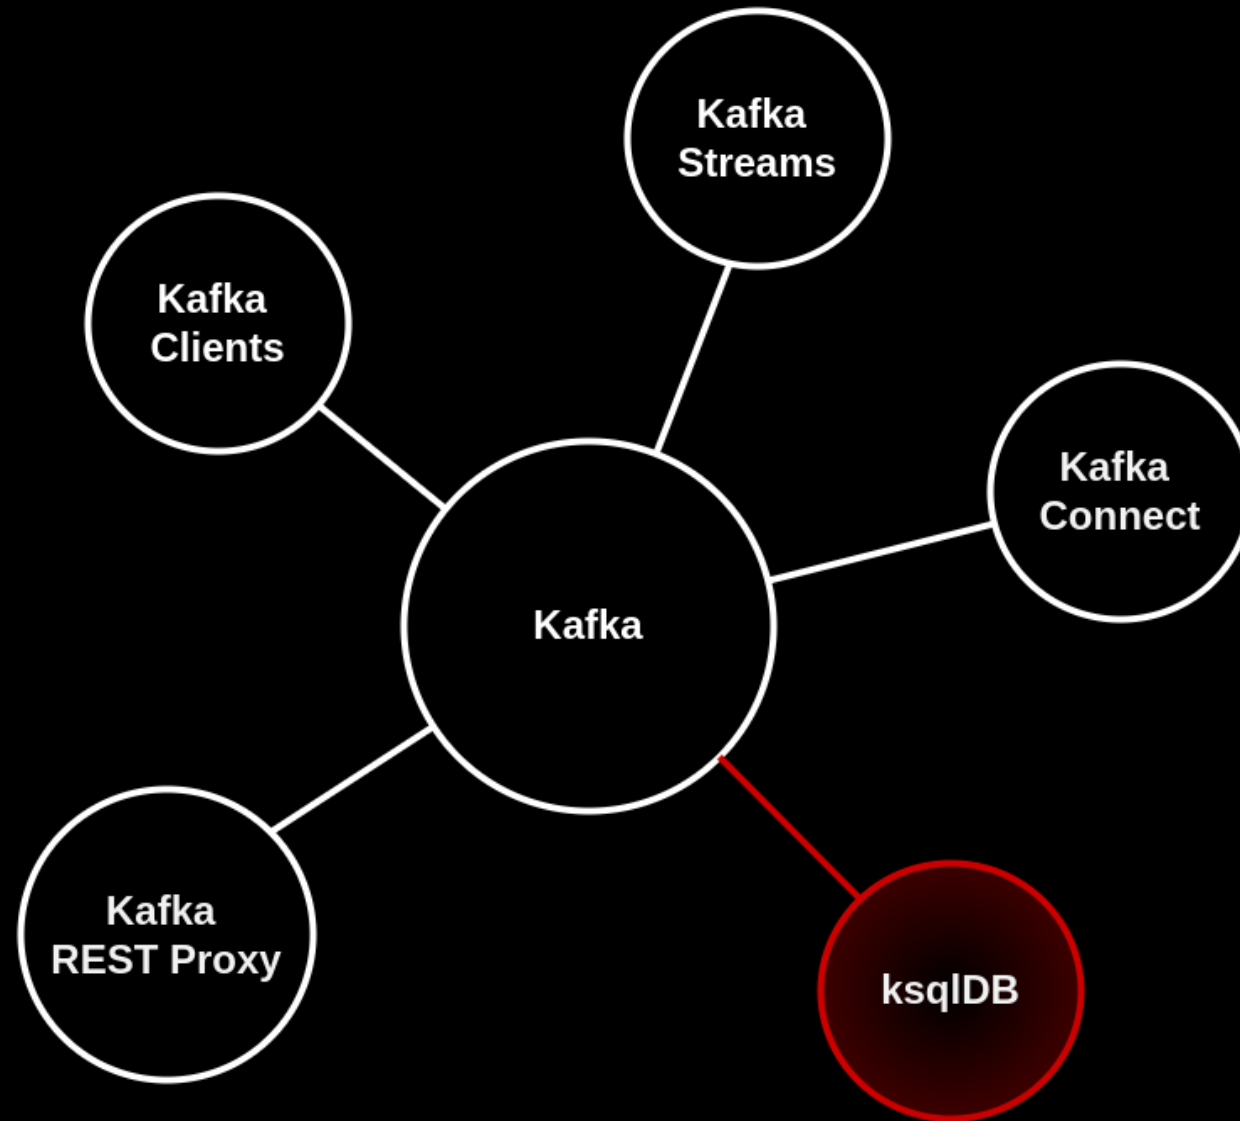 Kafka
Streams
Kafka
Clients
Kafka
Connect
Kafka
Kafka
REST Proxy
ksqlDB